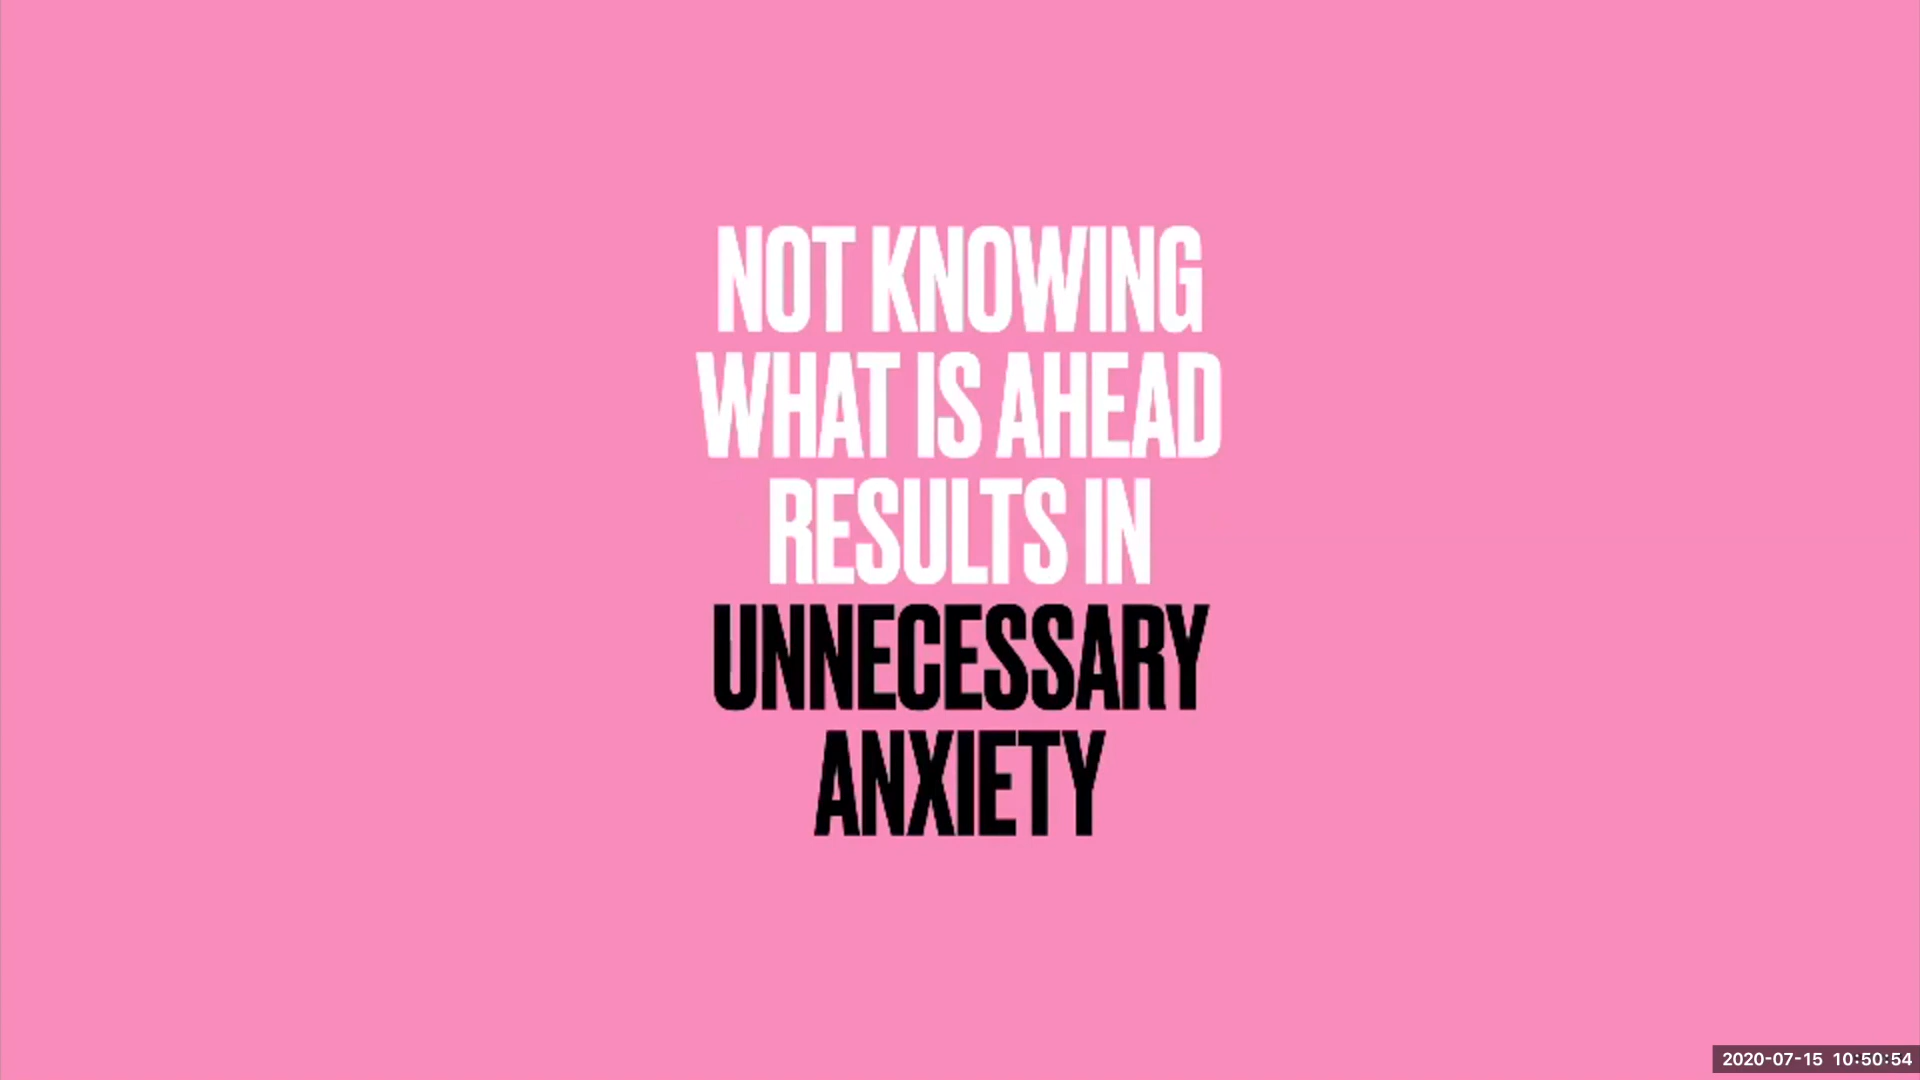 NOT KNOWING
WHAT IS AHEAD
RESULTS IN
UNNECESSARY
ANXIETY
2020-07-15 10:50:54